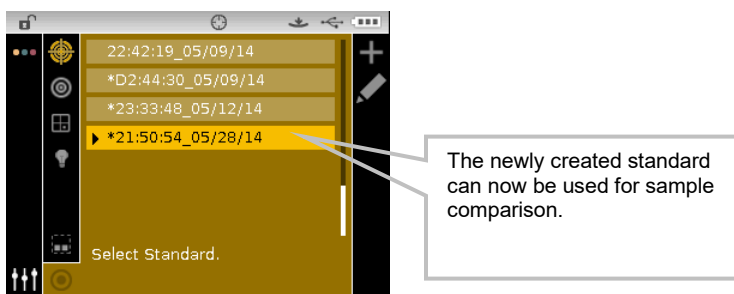 22:42:19_05/09/14
*D2:44:30_05/09/14
*23:33:48_05/12/14
*21:50:54_05/28/14
Select Standard.
The newly created standard
can now be used for sample
comparison.